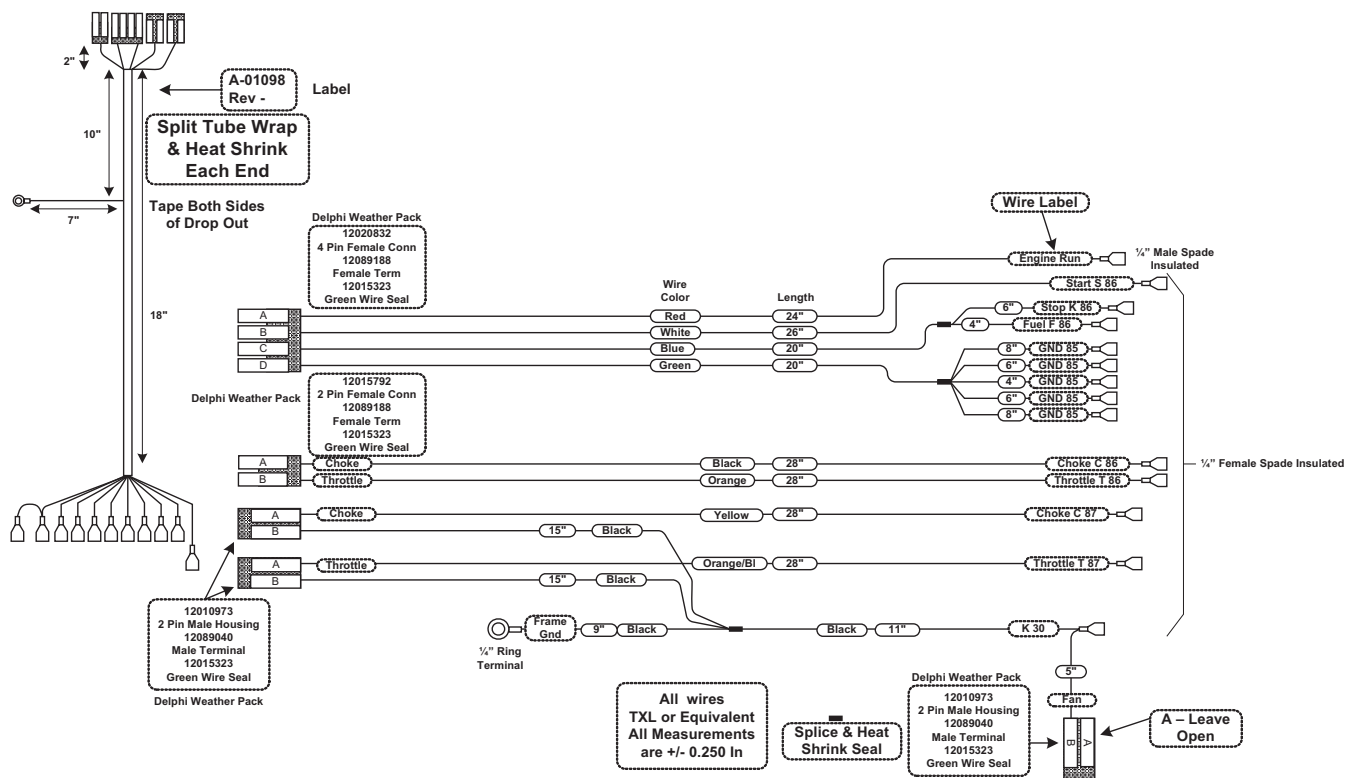 2"
A-01098
Rev -
Label
10"
Split Tube Wrap
& Heat Shrink
Each End
7"
Tape Both Sides
of Drop Out
18"
Delphi Weather Pack
12020832
4 Pin Female Conn
12089188
Female Term
12015323
Green Wire Seal
Wire Label
¼" Male Spade
Insulated
Wire
Color
Length
A
Red
24"
Engine Run
B
White
26"
Start S 86
C
Blue
20"
6"
Stop K 86
4"
Fuel F 86
D
Green
20"
8"
GND 85
6"
GND 85
4"
GND 85
6"
GND 85
8"
GND 85
Delphi Weather Pack
12015792
2 Pin Female Conn
12089188
Female Term
12015323
Green Wire Seal
A
Choke
Black
28"
Choke C 86
B
Throttle
Orange
28"
Throttle T 86
¼" Female Spade Insulated
A
Choke
Yellow
28"
Choke C 87
B
15"
Black
A
Throttle
Orange/Bl
28"
Throttle T 87
B
15"
Black
12010973
2 Pin Male Housing
12089040
Male Terminal
12015323
Green Wire Seal
Delphi Weather Pack
¼" Ring
Terminal
Frame
Gnd
9"
Black
Black
11"
K 30
5"
Fan
All wires
TXL or Equivalent
All Measurements
are +/- 0.250 In
Splice & Heat
Shrink Seal
Delphi Weather Pack
12010973
2 Pin Male Housing
12089040
Male Terminal
12015323
Green Wire Seal
B
A
A – Leave
Open